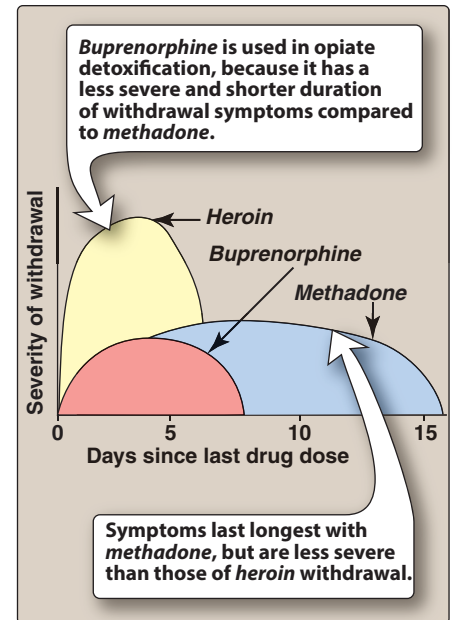 Buprenorphine is used in opiate
detoxification, because it has a
less severe and shorter duration
of withdrawal symptoms compared
to methadone.
Severity of withdrawal
Heroin
Buprenorphine
Methadone
0 5 10 15
Days since last drug dose
Symptoms last longest with
methadone, but are less severe
than those of heroin withdrawal.